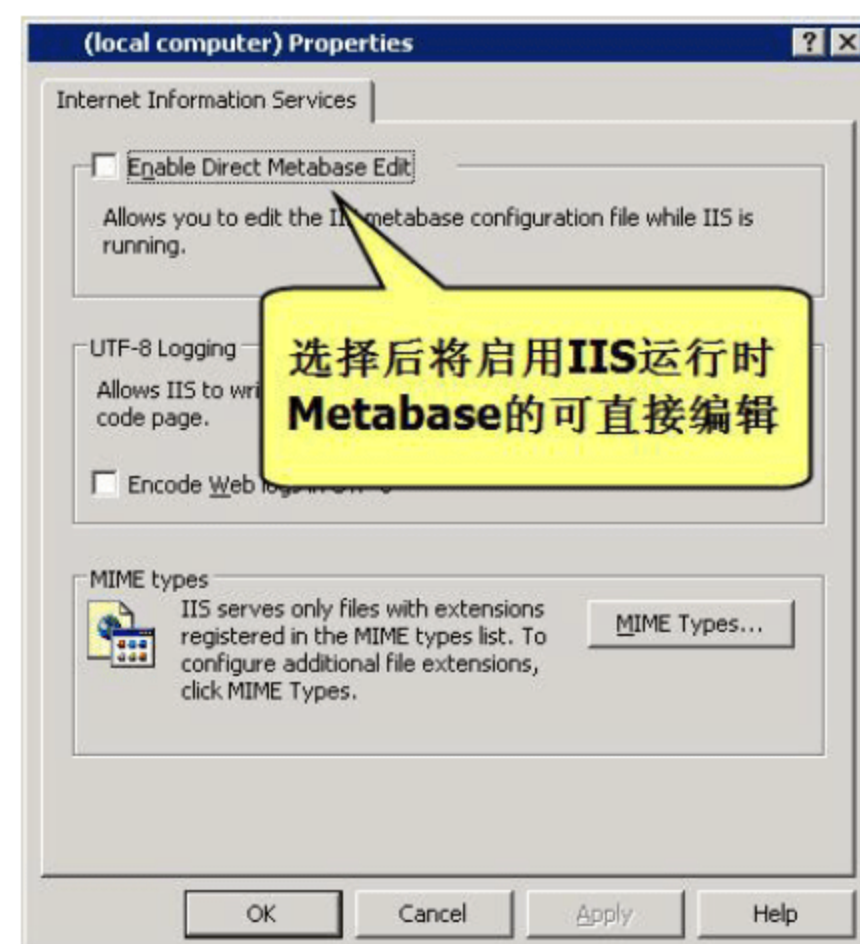 (local computer) Properties
Internet Information Services
Enable Direct Metabase Edit
Allows you to edit the II metabase configuration file while IIS is
running.
选择后将启用IIS运行时
Metabase的可直接编辑
UTF-8 Logging
Allows IIS to wri
code page.
Encode Web
MIME types
IIS serves only files with extensions
registered in the MIME types list. To
configure additional file extensions,
click MIME Types.
MIME Types...
OK
Cancel
Apply
Help